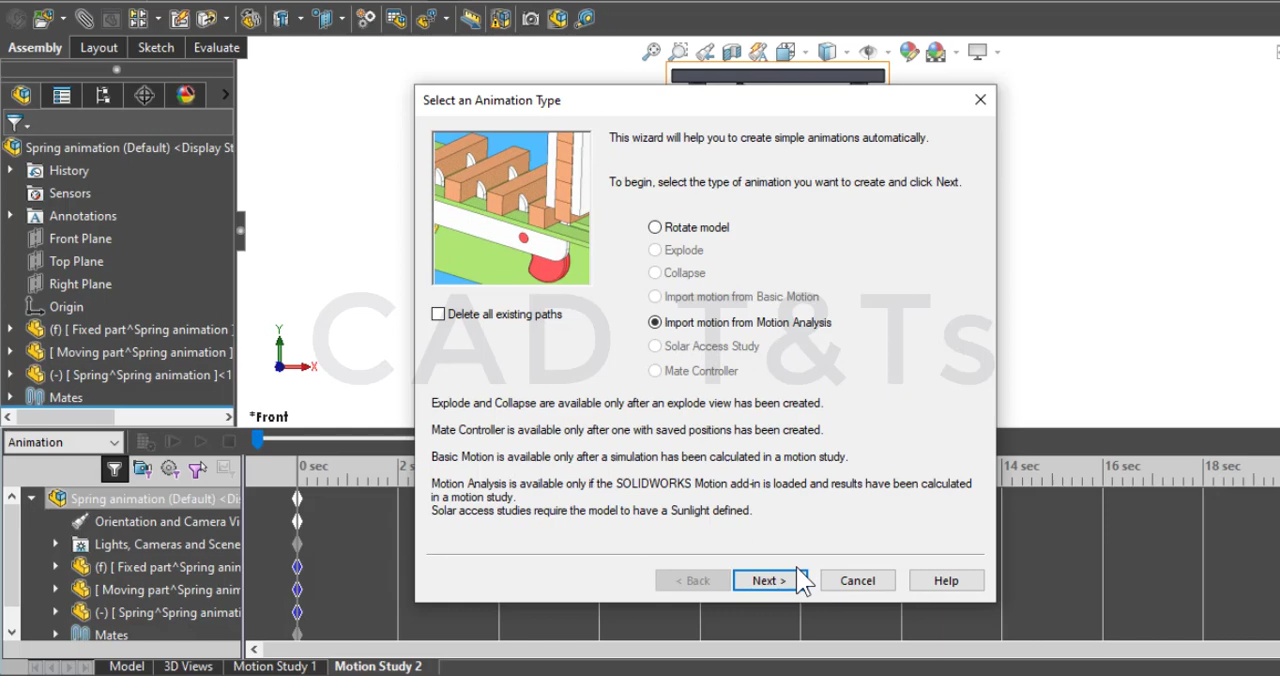 Assembly Layout Sketch Evaluate
Select an Animation Type
This wizard will help you to create simple animations automatically.
To begin, select the type of animation you want to create and click Next.
Rotate model
Explode
Collapse
Import motion from Basic Motion
Delete all existing paths
Import motion from Motion Analysis
Solar Access Study
Mate Controller
Explode and Collapse are available only after an explode view has been created.
Mate Controller is available only after one with saved positions has been created.
Basic Motion is available only after a simulation has been calculated in a motion study.
Motion Analysis is available only if the SOLIDWORKS Motion add-in is loaded and results have been calculated
in a motion study.
Solar access studies require the model to have a Sunlight defined.
< Back Next > Cancel Help
Spring animation (Default) <Display St
History
Sensors
A Annotations
Front Plane
Top Plane
Right Plane
Origin
(f) [ Fixed part^Spring animation ]
[ Moving part^Spring animation ]
(-) [ Spring^Spring animation ]<1
Mates
Y
X
*Front
CAD T&Ts
Animation
0 sec 2 s 14 sec 16 sec 18 sec
Spring animation (Default) <Di
Orientation and Camera Vi
Lights, Cameras and Scene
(f) [ Fixed part^Spring anim
[ Moving part^Spring anim
(-) [ Spring^Spring animati
Mates
Model 3D Views Motion Study 1 Motion Study 2